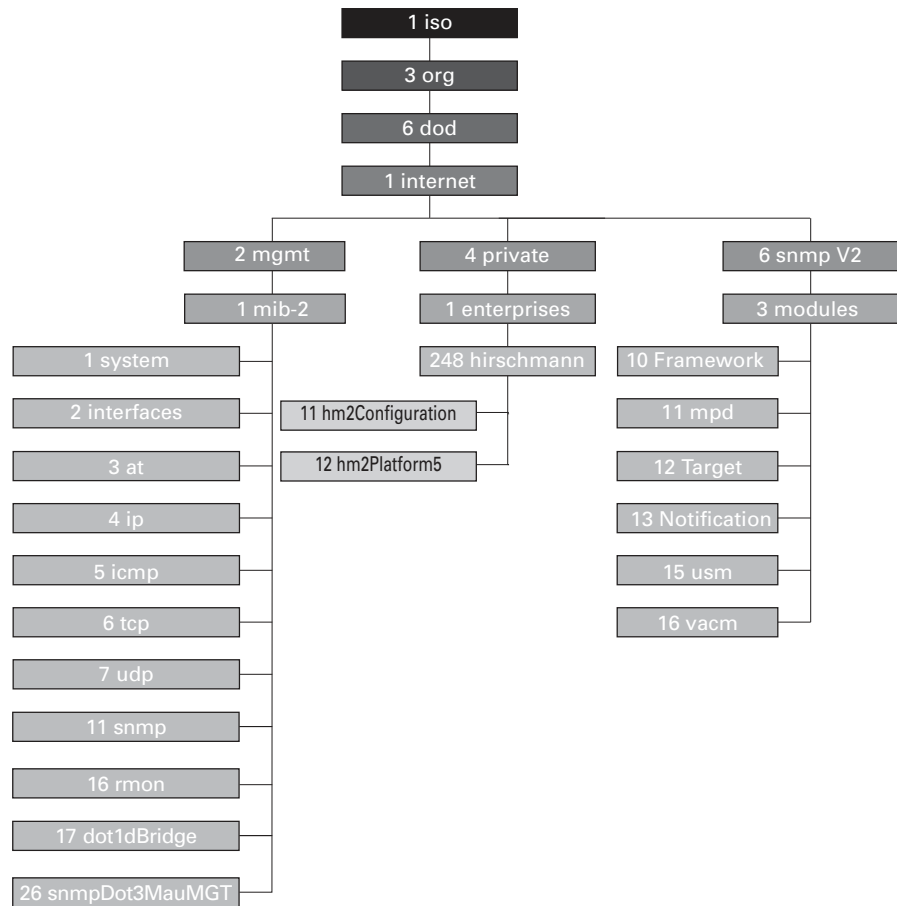 1 iso
3 org
6 dod
1 internet
2 mgmt
4 private
6 snmp V2
1 mib-2
1 enterprises
3 modules
1 system
248 hirschmann
10 Framework
2 interfaces
11 hm2Configuration
11 mpd
3 at
12 hm2Platform5
12 Target
4 ip
13 Notification
5 icmp
15 usm
6 tcp
16 vacm
7 udp
11 snmp
16 rmon
17 dot1dBridge
26 snmpDot3MauMGT